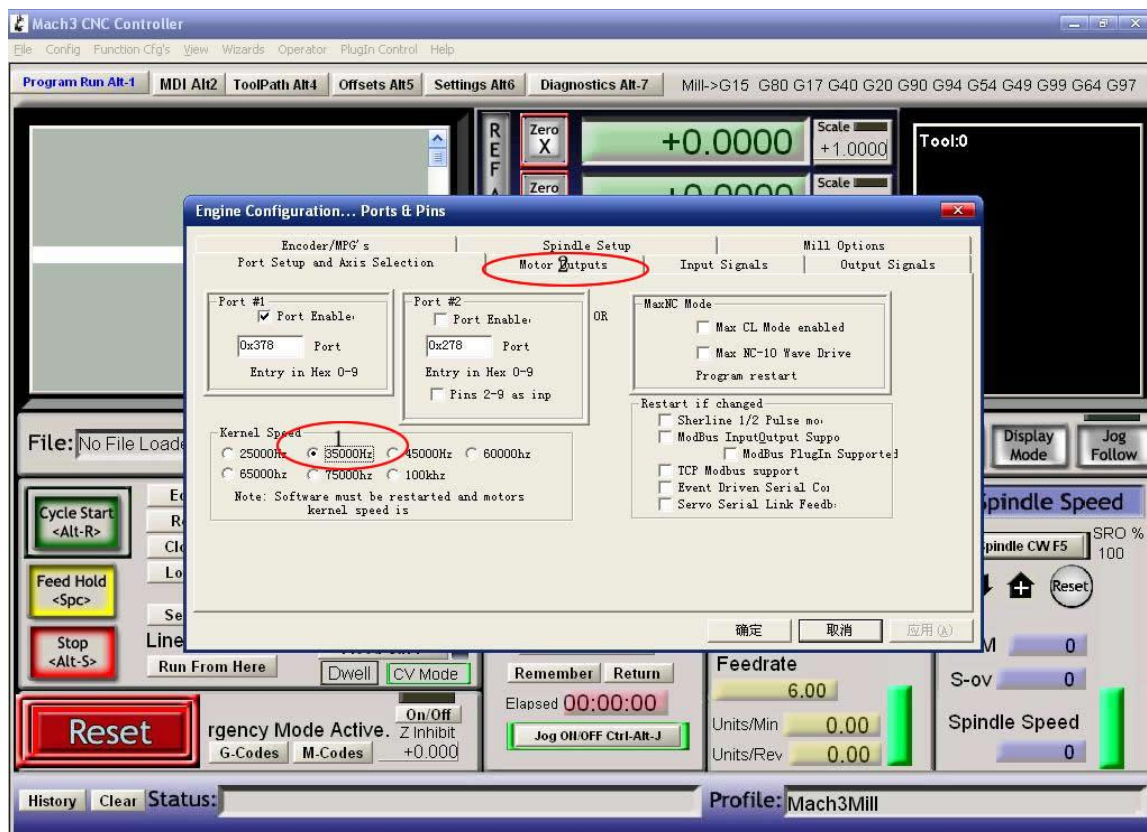 Mach3 CNC Controller
File Config Function Cfg's View Wizards Operator PlugIn Control Help
Program Run Alt-1 MDI Alt2 ToolPath Alt4 Offsets Alt5 Settings Alt6 Diagnostics Alt-7 Mill->G15 G80 G17 G40 G20 G90 G94 G54 G49 G99 G64 G97
REF
Zero X +0.0000 Scale +1.0000
Tool:0
Zero +0.0000 Scale
Engine Configuration... Ports & Pins
Encoder/MPG's Spindle Setup Mill Options
Port Setup and Axis Selection Motor Outputs Input Signals Output Signals
2
Port #1
Port Enable
0x378 Port
Entry in Hex 0-9
Port #2
Port Enable
0x278 Port
Entry in Hex 0-9
Pins 2-9 as inp
OR
MaxNC Mode
Max CL Mode enabled
Max NC-10 Wave Drive
Program restart
Restart if changed
Sherline 1/2 Pulse mo
ModBus InputOutput Suppo
ModBus PlugIn Supported
TCP Modbus support
Event Driven Serial Co
Servo Serial Link Feedb
Kernel Speed
1
25000Hz 35000Hz 45000Hz 60000hz
65000hz 75000hz 100khz
Note: Software must be restarted and motors
kernel speed is
确定 取消 应用(A)
File: No File Loade
Display Mode
Jog Follow
Cycle Start
<Alt-R>
Feed Hold
<Spc>
Stop
<Alt-S>
Ed
R
Clo
Lo
Se
Line
Run From Here
Dwell CV Mode
Remember Return
Elapsed 00:00:00
Jog ON/OFF Ctrl-Alt-J
Feedrate
6.00
Units/Min 0.00
Units/Rev 0.00
pindle Speed
pindle CW F5
SRO %
100
Reset
M 0
S-ov 0
Spindle Speed
0
Reset
rgency Mode Active.
G-Codes M-Codes
On/Off
Z Inhibit
+0.000
History Clear Status:
Profile: Mach3Mill